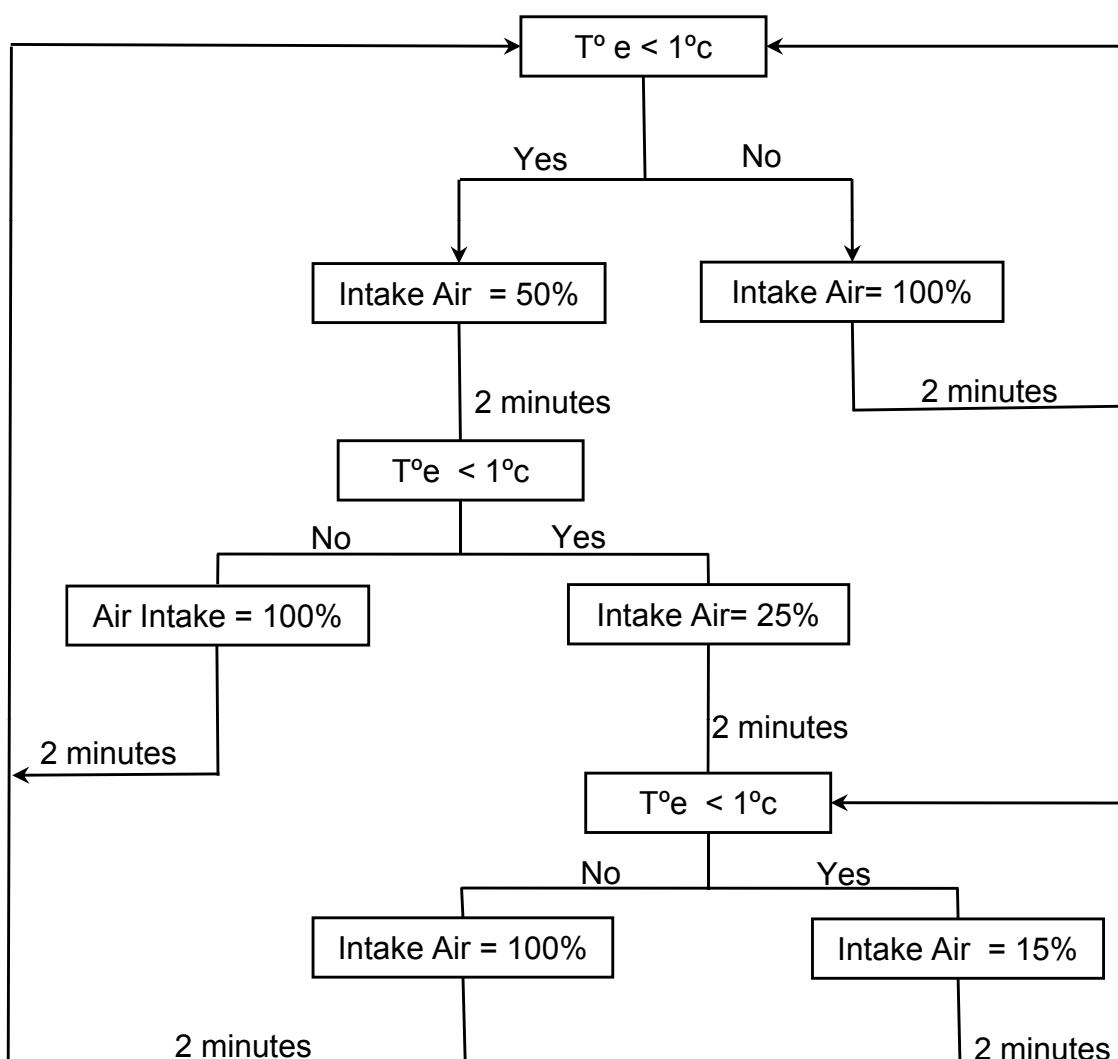 Tº e < 1ºc
Yes
No
Intake Air  = 50%
Intake Air= 100%
2 minutes
2 minutes
Tºe  < 1ºc
No
Yes
Air Intake = 100%
Intake Air= 25%
2 minutes
2 minutes
Tºe  < 1ºc
No
Yes
Intake Air = 100%
Intake Air  = 15%
2 minutes
2 minutes